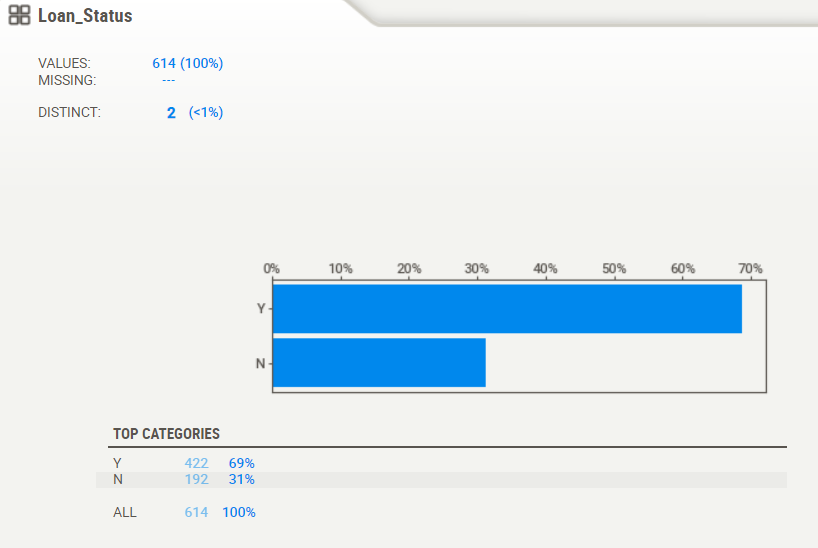 Loan_Status
VALUES: 614 (100%)
MISSING: ---
DISTINCT: 2 (<1%)
0% 10% 20% 30% 40% 50% 60% 70%
Y
N
TOP CATEGORIES
Y 422 69%
N 192 31%
ALL 614 100%